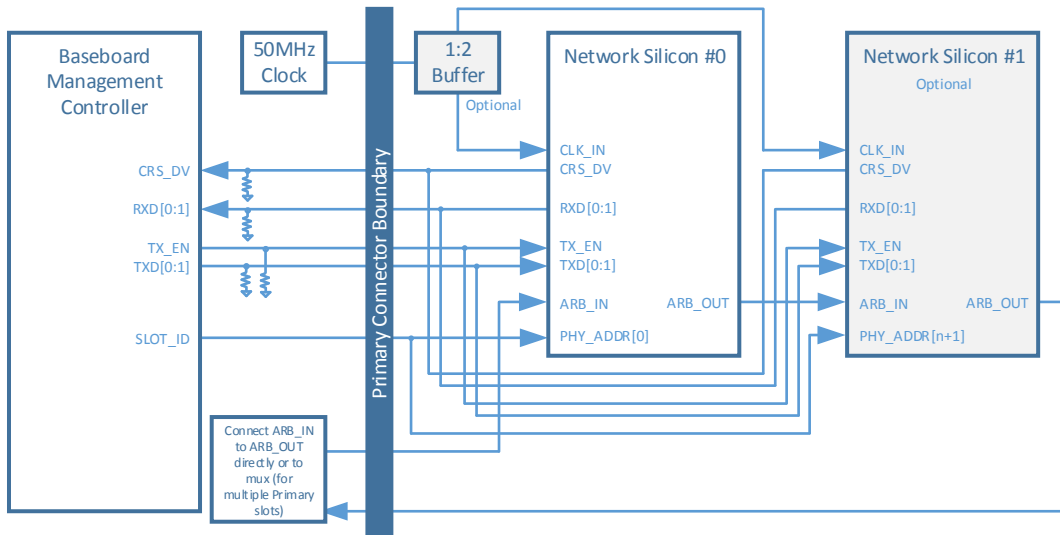 Baseboard
Management
Controller
CRS_DV
RXD[0:1]
TX_EN
TXD[0:1]
SLOT_ID
50MHz
Clock
Connect ARB_IN
to ARB_OUT
directly or to
mux (for
multiple Primary
slots)
Primary Connector Boundary
1:2
Buffer
Optional
Network Silicon #0
CLK_IN
CRS_DV
RXD[0:1]
TX_EN
TXD[0:1]
ARB_IN ARB_OUT
PHY_ADDR[0]
Network Silicon #1
Optional
CLK_IN
CRS_DV
RXD[0:1]
TX_EN
TXD[0:1]
ARB_IN ARB_OUT
PHY_ADDR[n+1]